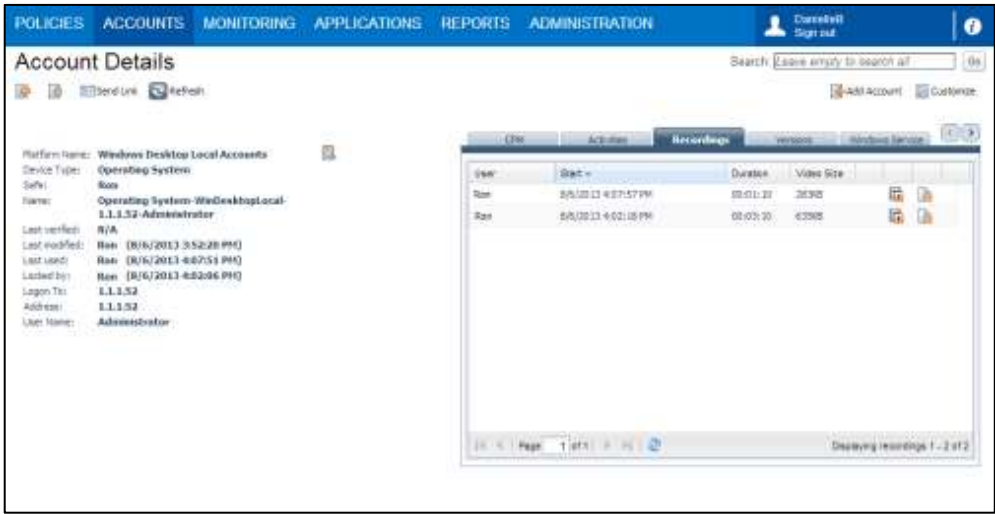 POLICIES ACCOUNTS MONITORING APPLICATIONS REPORTS ADMINISTRATION
Sign out
Account Details
Search: Leave empty to search all Go
Send Link Refresh
Add Account Customize
CPM Activities Recordings Versions Windows Service
Platform Name: Windows Desktop Local Accounts
Device Type: Operating System
Safe: Ron
Name: Operating System-WinDesktopLocal-
1.1.1.52-Administrator
Last verified: N/A
Last modified: Ron (8/6/2013 3:52:28 PM)
Last used: Ron (8/6/2013 4:07:51 PM)
Locked by: Ron (8/6/2013 4:02:06 PM)
Logon To: 1.1.1.52
Address: 1.1.1.52
User Name: Administrator
User Start Duration Video Size
Ron 8/6/2013 4:07:57 PM 00:01:10
Ron 8/6/2013 4:02:18 PM 00:03:10
Page 1 of 1
Displaying recordings 1 - 2 of 2